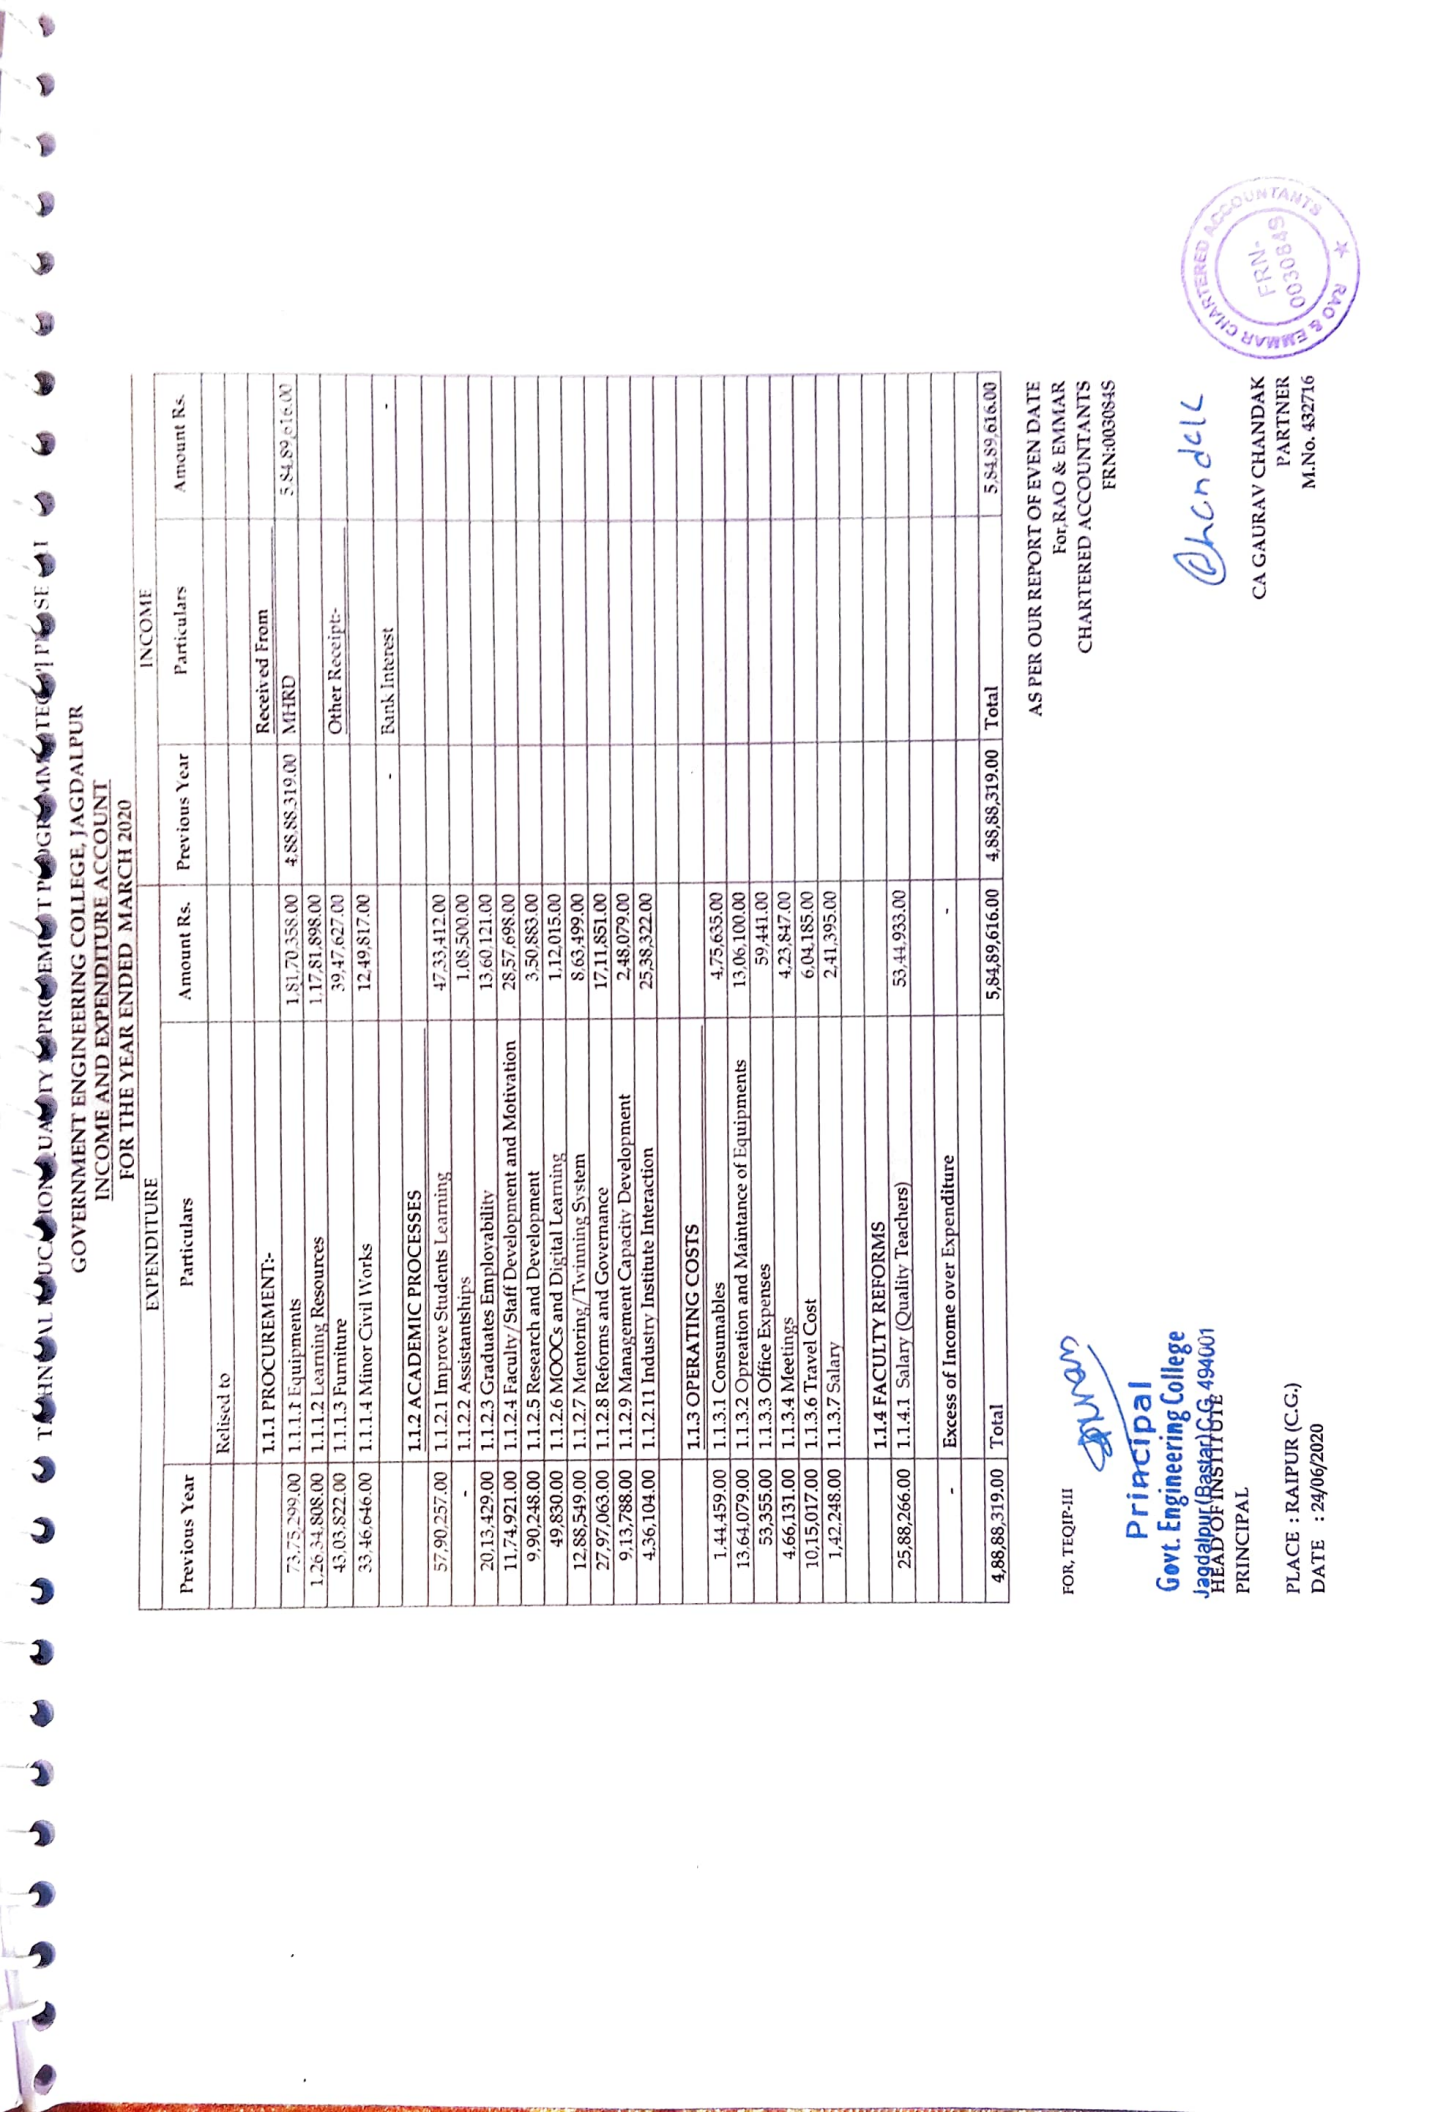 GOVERNMENT ENGINEERING COLLEGE, JAGDALPUR
INCOME AND EXPENDITURE ACCOUNT
FOR THE YEAR ENDED MARCH 2020
EXPENDITURE INCOME
Previous Year Particulars Amount Rs. Previous Year Particulars Amount Rs.
Relised to
1.1.1 PROCUREMENT:- Received From
73,75,299.00 1.1.1.1 Equipments 1,81,70,358.00 4,88,88,319.00 MHRD 5,84,89,616.00
1,26,34,808.00 1.1.1.2 Learning Resources 1,17,81,898.00
43,03,822.00 1.1.1.3 Furniture 39,47,627.00 Other Receipt:-
33,46,646.00 1.1.1.4 Minor Civil Works 12,49,817.00
- Bank Interest -
1.1.2 ACADEMIC PROCESSES
57,90,257.00 1.1.2.1 Improve Students Learning 47,33,412.00
- 1.1.2.2 Assistantships 1,08,500.00
20,13,429.00 1.1.2.3 Graduates Employability 13,60,121.00
11,74,921.00 1.1.2.4 Faculty/Staff Development and Motivation 28,57,698.00
9,90,248.00 1.1.2.5 Research and Development 3,50,883.00
49,830.00 1.1.2.6 MOOCs and Digital Learning 1,12,015.00
12,88,549.00 1.1.2.7 Mentoring/Twinning System 8,63,499.00
27,97,063.00 1.1.2.8 Reforms and Governance 17,11,851.00
9,13,788.00 1.1.2.9 Management Capacity Development 2,48,079.00
4,36,104.00 1.1.2.11 Industry Institute Interaction 25,38,322.00
1.1.3 OPERATING COSTS
1,44,459.00 1.1.3.1 Consumables 4,75,635.00
13,64,079.00 1.1.3.2 Opreation and Maintance of Equipments 13,06,100.00
53,355.00 1.1.3.3 Office Expenses 59,441.00
4,66,131.00 1.1.3.4 Meetings 4,23,847.00
10,15,017.00 1.1.3.6 Travel Cost 6,04,185.00
1,42,248.00 1.1.3.7 Salary 2,41,395.00
1.1.4 FACULTY REFORMS
25,88,266.00 1.1.4.1 Salary (Quality Teachers) 53,44,933.00
- Excess of Income over Expenditure -
4,88,88,319.00 Total 5,84,89,616.00 4,88,88,319.00 Total 5,84,89,616.00
AS PER OUR REPORT OF EVEN DATE
FOR, TEQIP-III For,RAO & EMMAR
CHARTERED ACCOUNTANTS
FRN:003084S
Principal
Govt. Engineering College
Jagdalpur(Bastar)C.G. 494001
HEAD OF INSTITUTE
PRINCIPAL
Chandak
CA GAURAV CHANDAK
PARTNER
M.No. 432716
PLACE : RAIPUR (C.G.)
DATE : 24/06/2020
RAO & EMMAR CHARTERED ACCOUNTANTS
FRN-
003084S